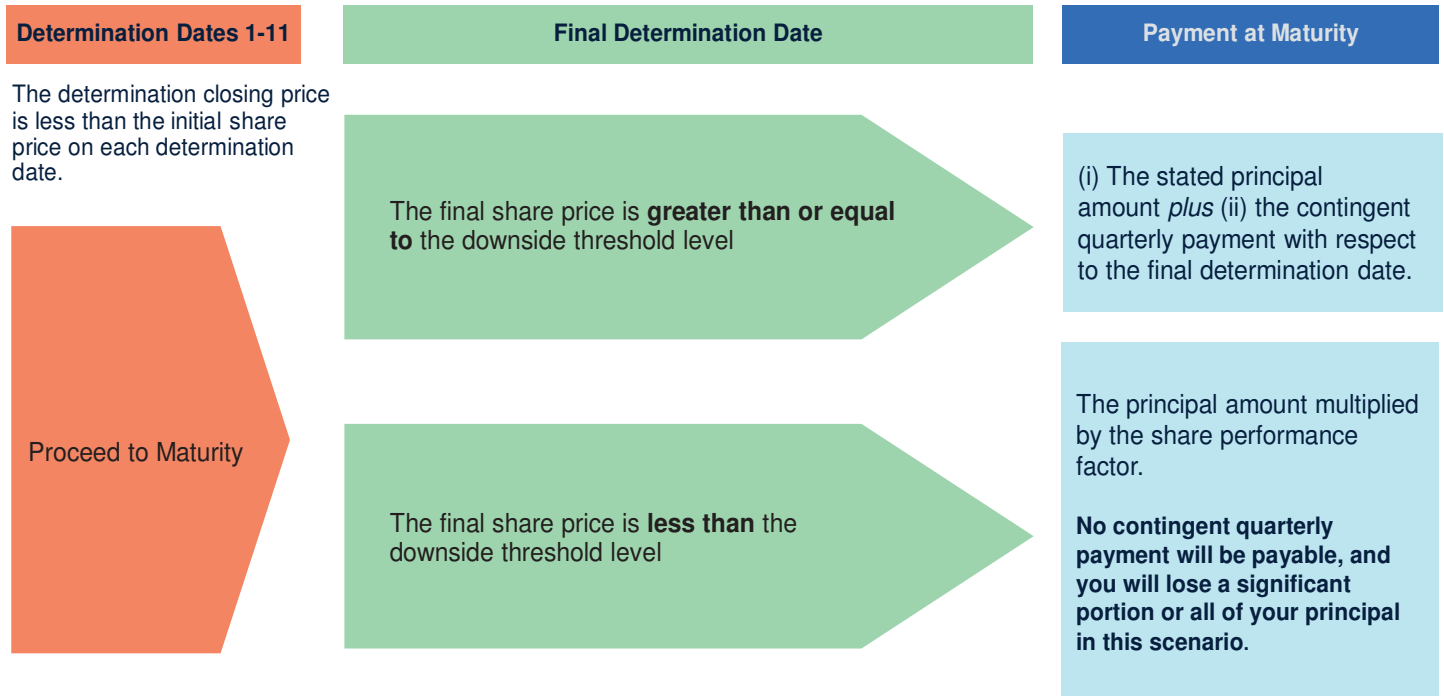 Determination Dates 1-11
Final Determination Date
Payment at Maturity
The determination closing price
is less than the initial share
price on each determination
date.
Proceed to Maturity
The final share price is greater than or equal
to the downside threshold level
(i) The stated principal
amount plus (ii) the contingent
quarterly payment with respect
to the final determination date.
The final share price is less than the
downside threshold level
The principal amount multiplied
by the share performance
factor.
No contingent quarterly
payment will be payable, and
you will lose a significant
portion or all of your principal
in this scenario.